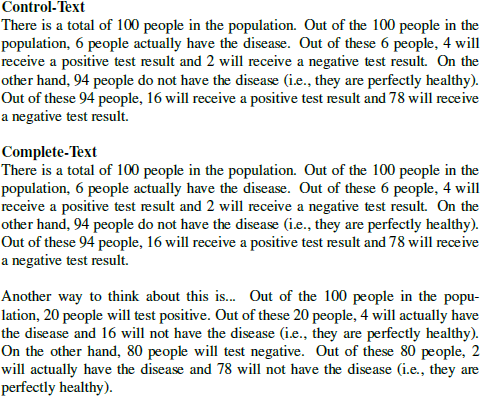 Control-Text
There is a total of 100 people in the population. Out of the 100 people in the
population, 6 people actually have the disease. Out of these 6 people, 4 will
receive a positive test result and 2 will receive a negative test result. On the
other hand, 94 people do not have the disease (i.e., they are perfectly healthy).
Out of these 94 people, 16 will receive a positive test result and 78 will receive
a negative test result.
Complete-Text
There is a total of 100 people in the population. Out of the 100 people in the
population, 6 people actually have the disease. Out of these 6 people, 4 will
receive a positive test result and 2 will receive a negative test result. On the
other hand, 94 people do not have the disease (i.e., they are perfectly healthy).
Out of these 94 people, 16 will receive a positive test result and 78 will receive
a negative test result.
Another way to think about this is... Out of the 100 people in the popu-
lation, 20 people will test positive. Out of these 20 people, 4 will actually have
the disease and 16 will not have the disease (i.e., they are perfectly healthy).
On the other hand, 80 people will test negative. Out of these 80 people, 2
will actually have the disease and 78 will not have the disease (i.e., they are
perfectly healthy).